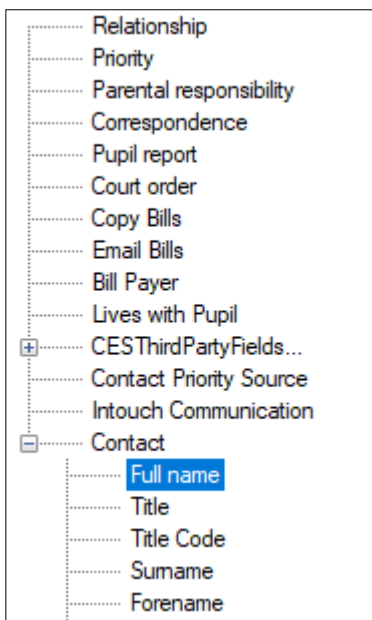 Relationship
Priority
Parental responsibility
Correspondence
Pupil report
Court order
Copy Bills
Email Bills
Bill Payer
Lives with Pupil
CESThirdPartyFields...
Contact Priority Source
Intouch Communication
Contact
Full name
Title
Title Code
Surname
Forename